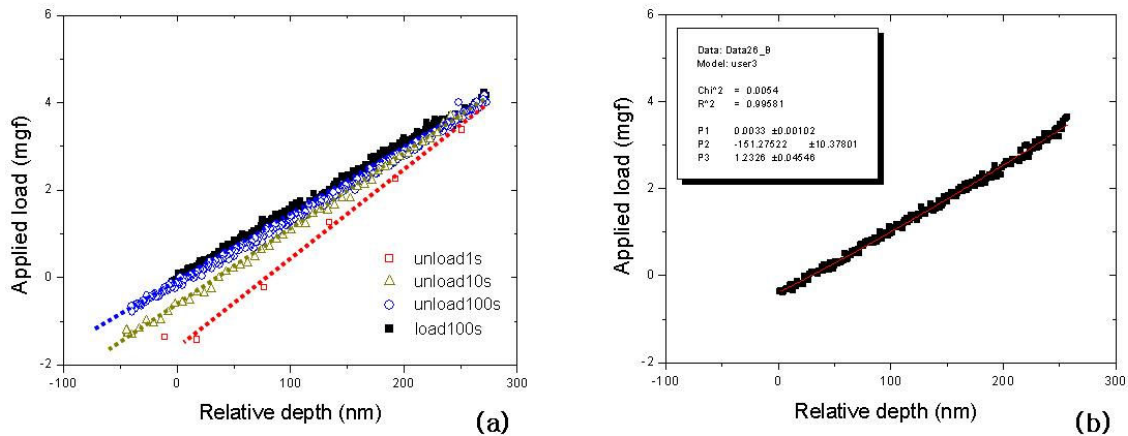 6
4
2
0
-2
-100
0
100
200
300
Applied load (mgf)
Relative depth (nm)
unload1s
unload10s
unload100s
load100s
(a)
6
4
2
0
-2
-100
0
100
200
300
Applied load (mgf)
Relative depth (nm)
Data: Data26_B
Model: user3
Chi^2 = 0.0054
R^2 = 0.99581
P1 0.0033 ±0.00102
P2 -151.27522 ±10.37801
P3 1.2326 ±0.04546
(b)